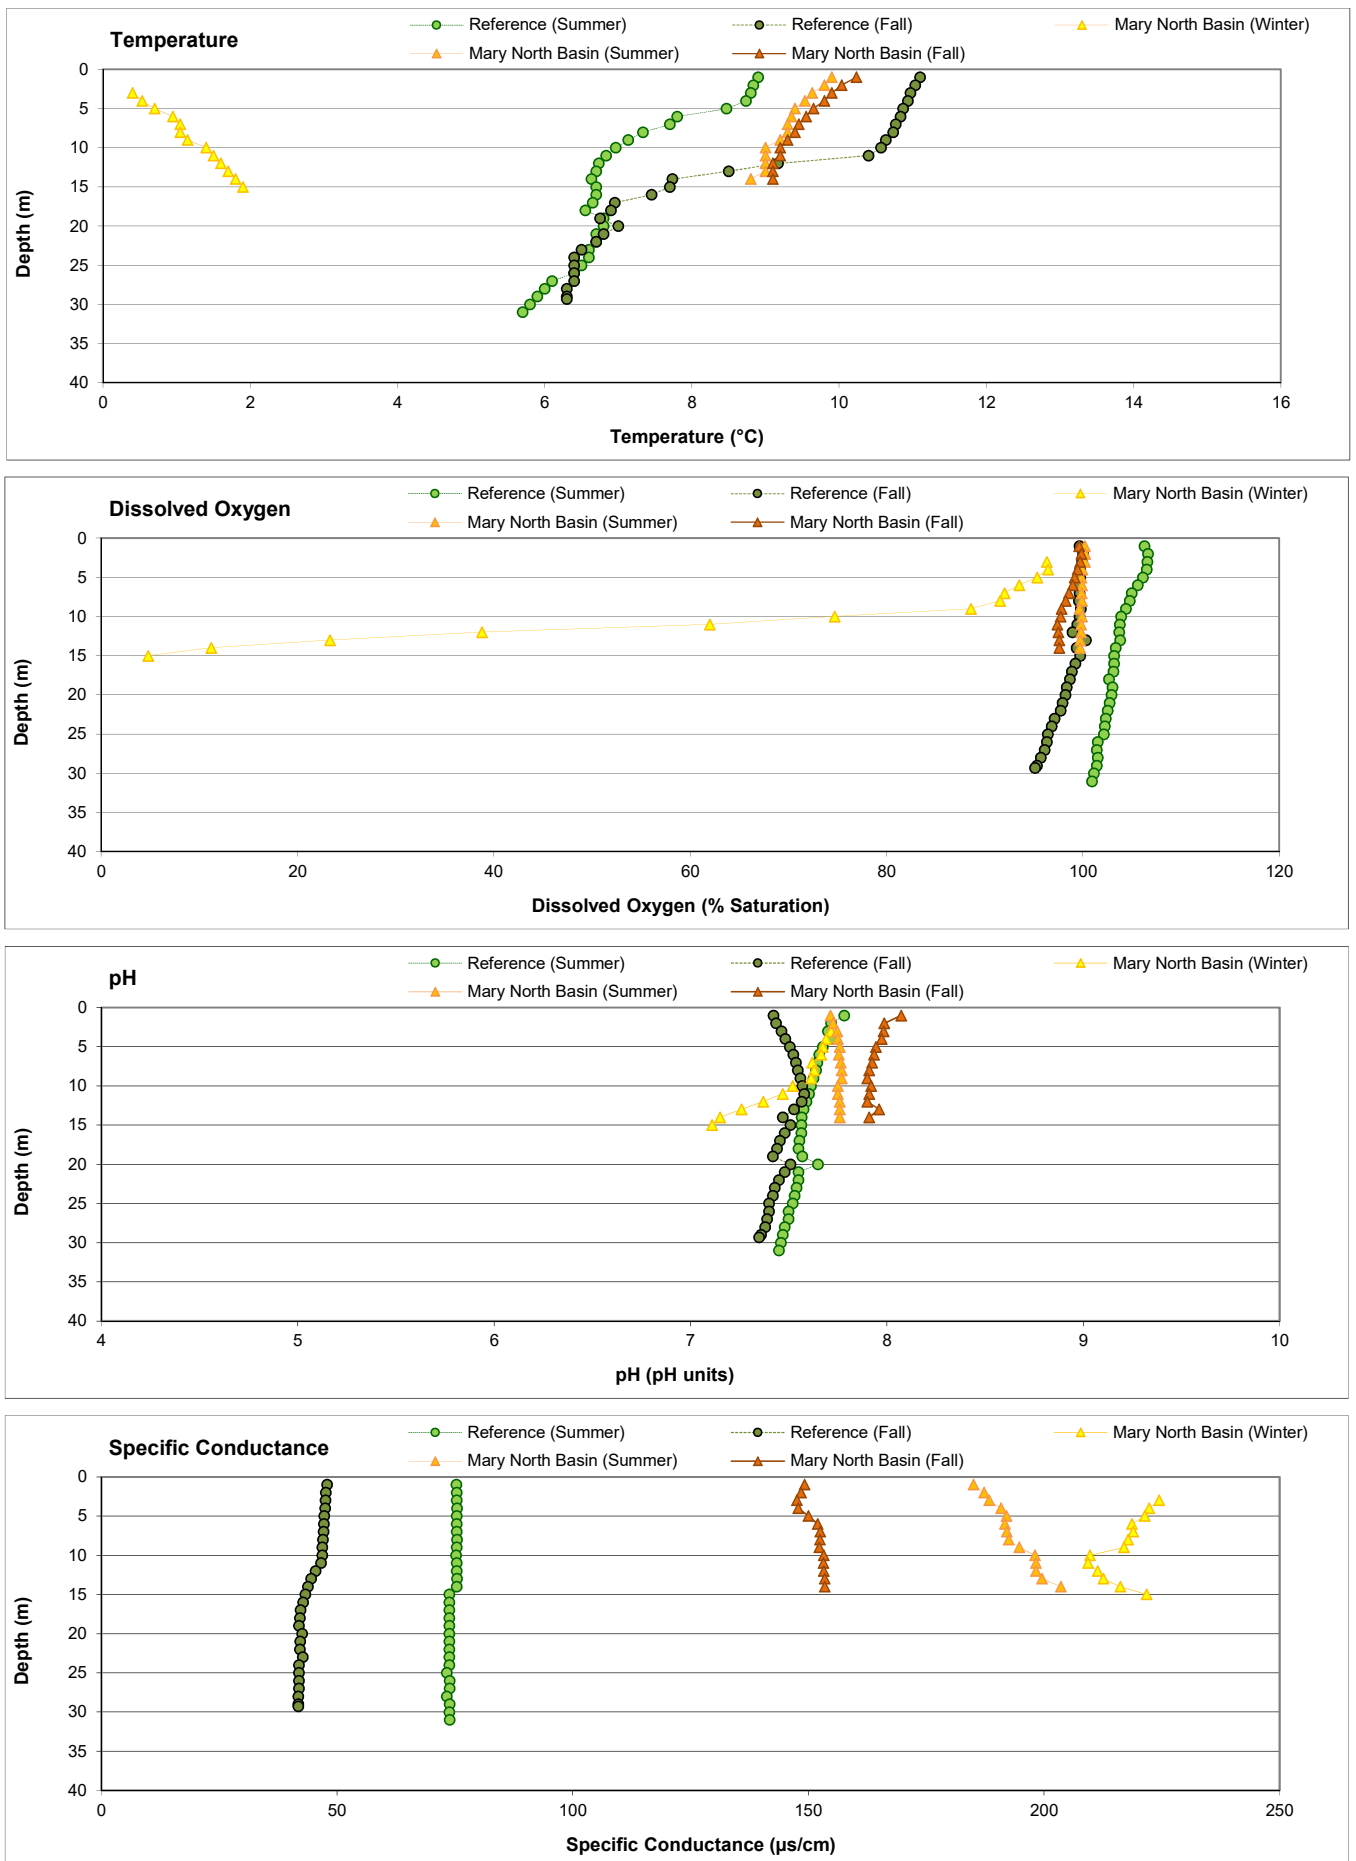 Temperature
Reference (Summer) Reference (Fall) Mary North Basin (Winter)
Mary North Basin (Summer) Mary North Basin (Fall)
Depth (m)
0
5
10
15
20
25
30
35
40
0 2 4 6 8 10 12 14 16
Temperature (°C)
Dissolved Oxygen
Reference (Summer) Reference (Fall) Mary North Basin (Winter)
Mary North Basin (Summer) Mary North Basin (Fall)
Depth (m)
0
5
10
15
20
25
30
35
40
0 20 40 60 80 100 120
Dissolved Oxygen (% Saturation)
pH
Reference (Summer) Reference (Fall) Mary North Basin (Winter)
Mary North Basin (Summer) Mary North Basin (Fall)
Depth (m)
0
5
10
15
20
25
30
35
40
4 5 6 7 8 9 10
pH (pH units)
Specific Conductance
Reference (Summer) Reference (Fall) Mary North Basin (Winter)
Mary North Basin (Summer) Mary North Basin (Fall)
Depth (m)
0
5
10
15
20
25
30
35
40
0 50 100 150 200 250
Specific Conductance (µs/cm)